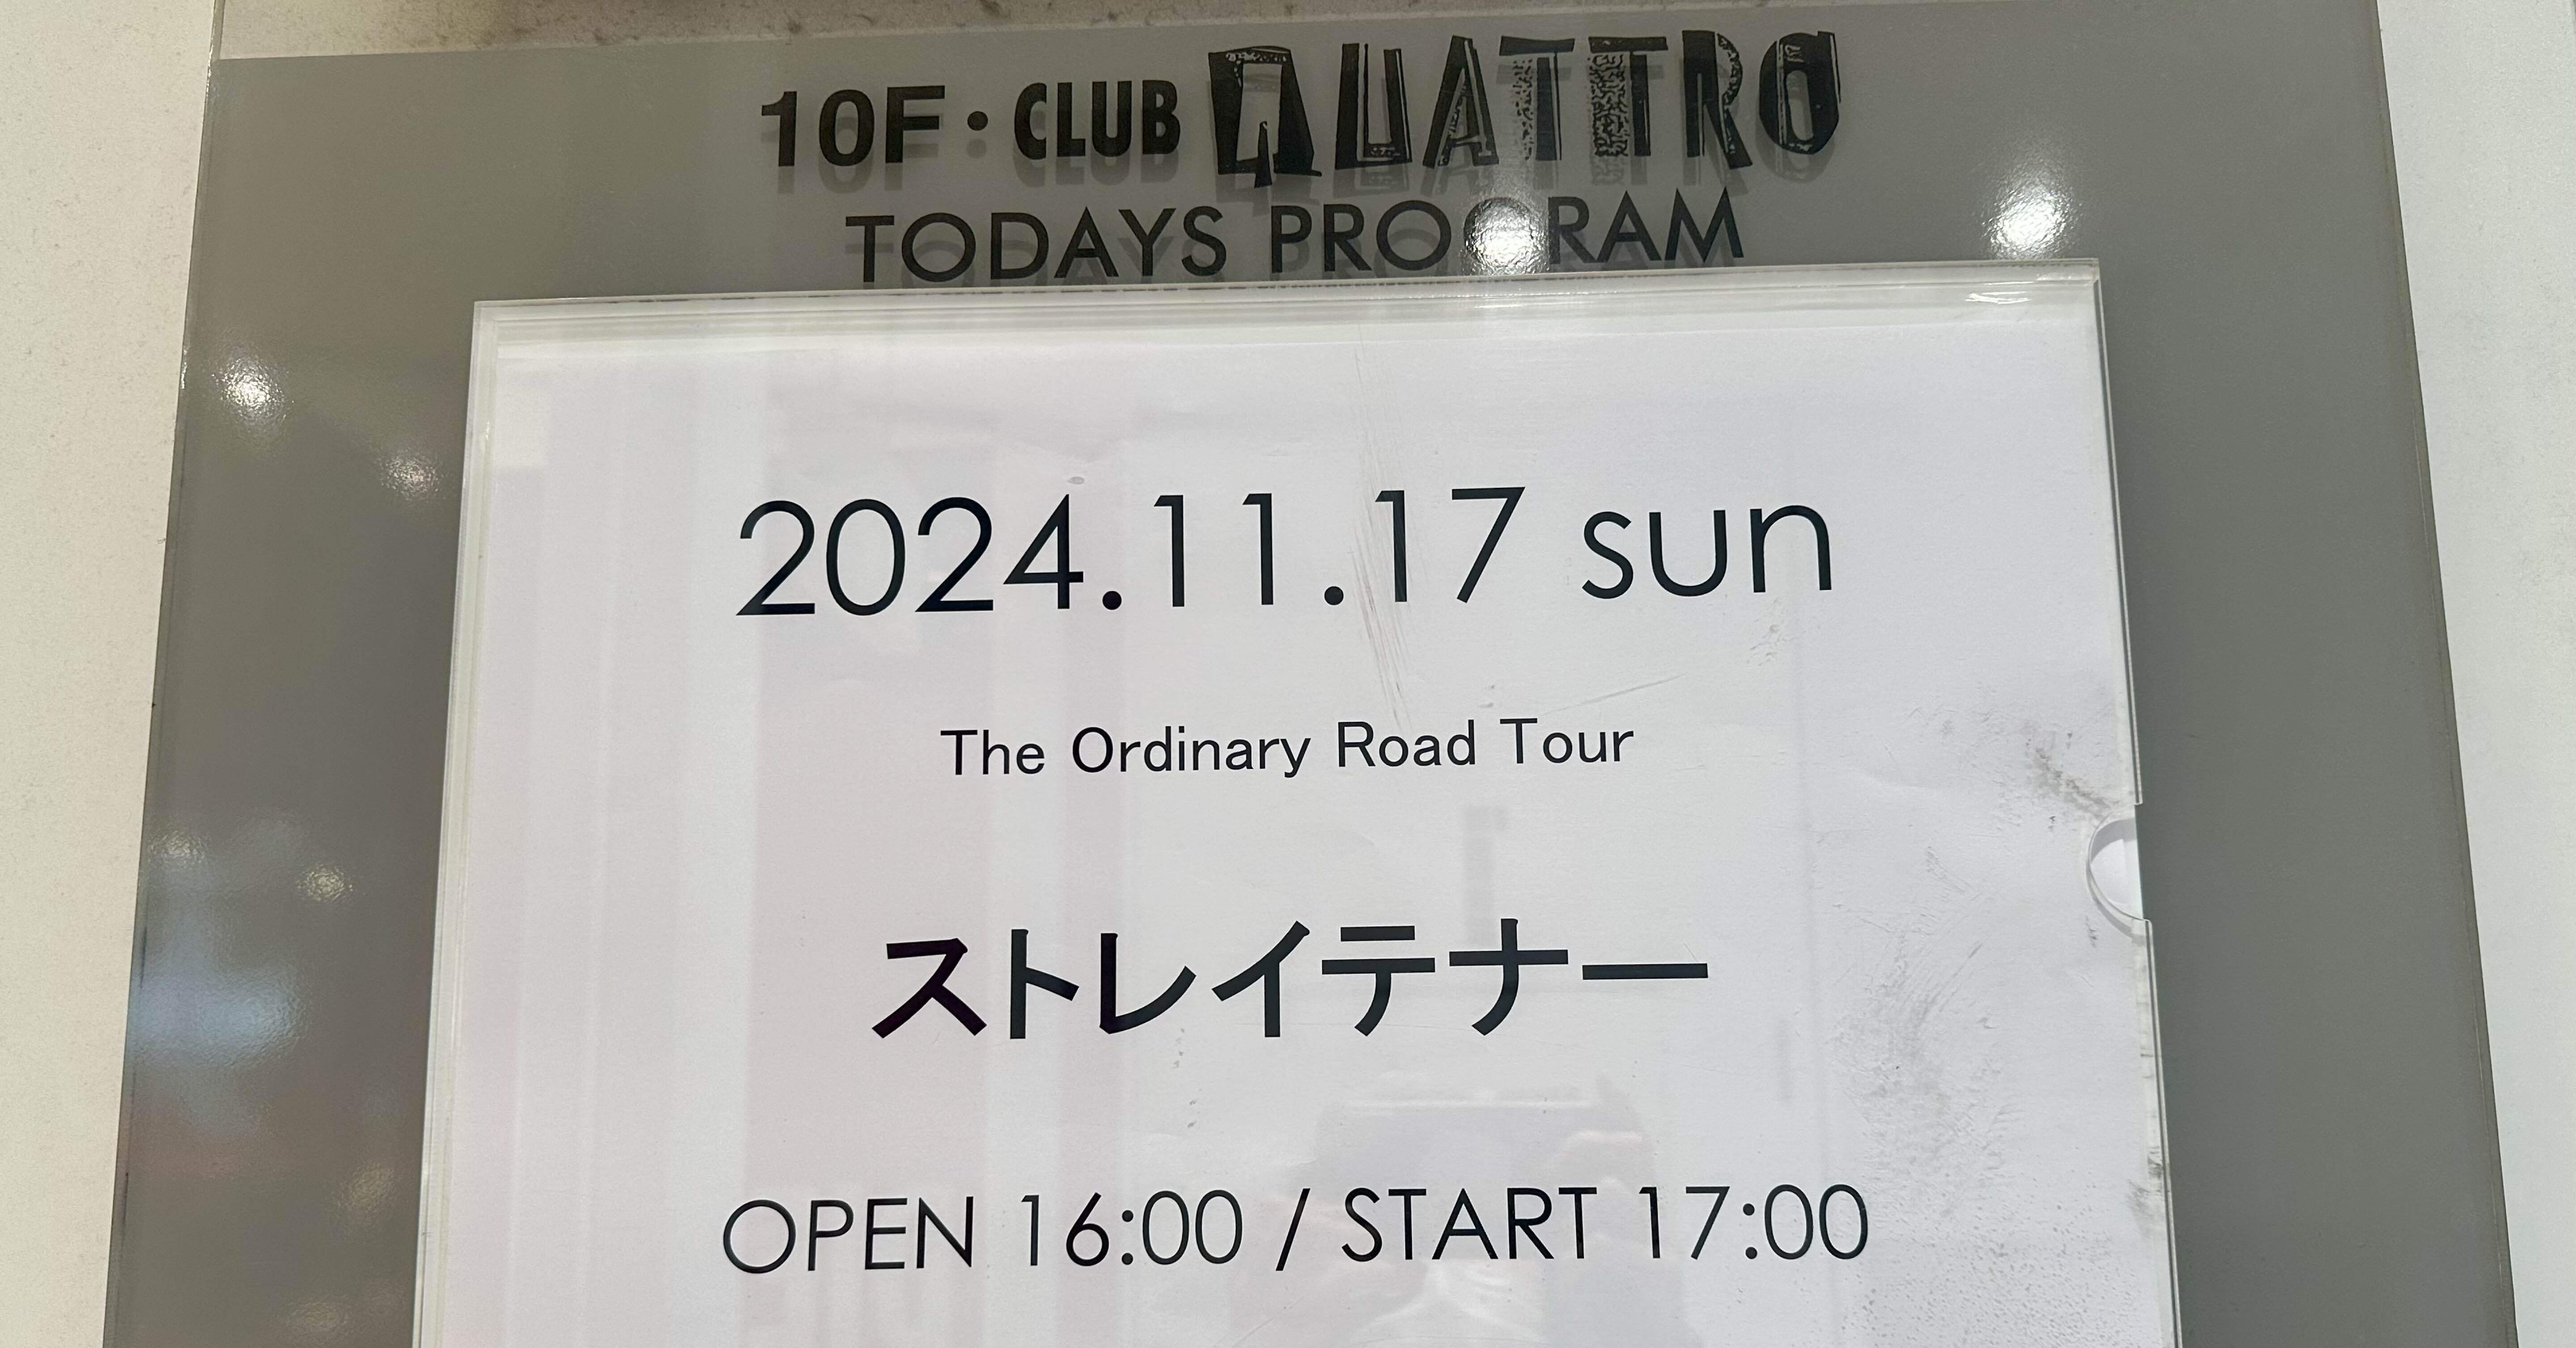 10F・CLUB QUATTRO
TODAYS PROGRAM
2024.11.17 sun
The Ordinary Road Tour
ストレイテナー
OPEN 16:00 / START 17:00